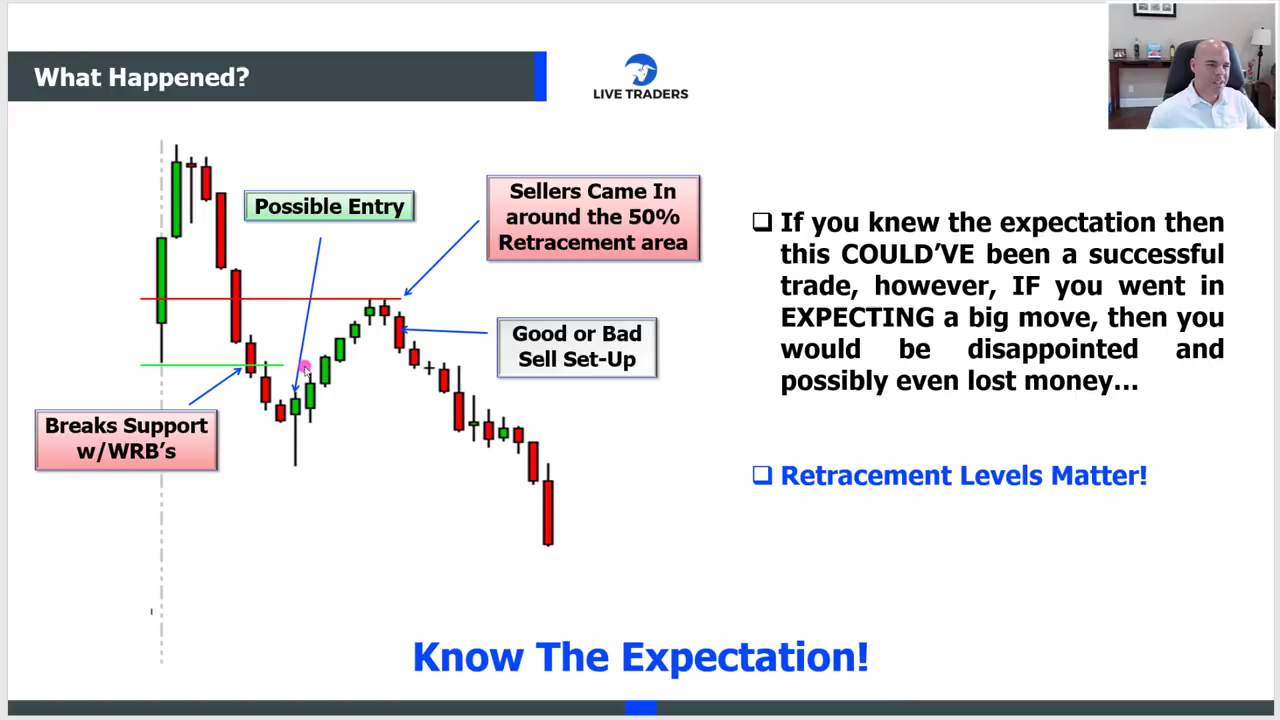 What Happened?
LIVE TRADERS
Possible Entry
Sellers Came In
around the 50%
Retracement area
Good or Bad
Sell Set-Up
Breaks Support
w/WRB's
❑ If you knew the expectation then
this COULD'VE been a successful
trade, however, IF you went in
EXPECTING a big move, then you
would be disappointed and
possibly even lost money…
❑ Retracement Levels Matter!
Know The Expectation!